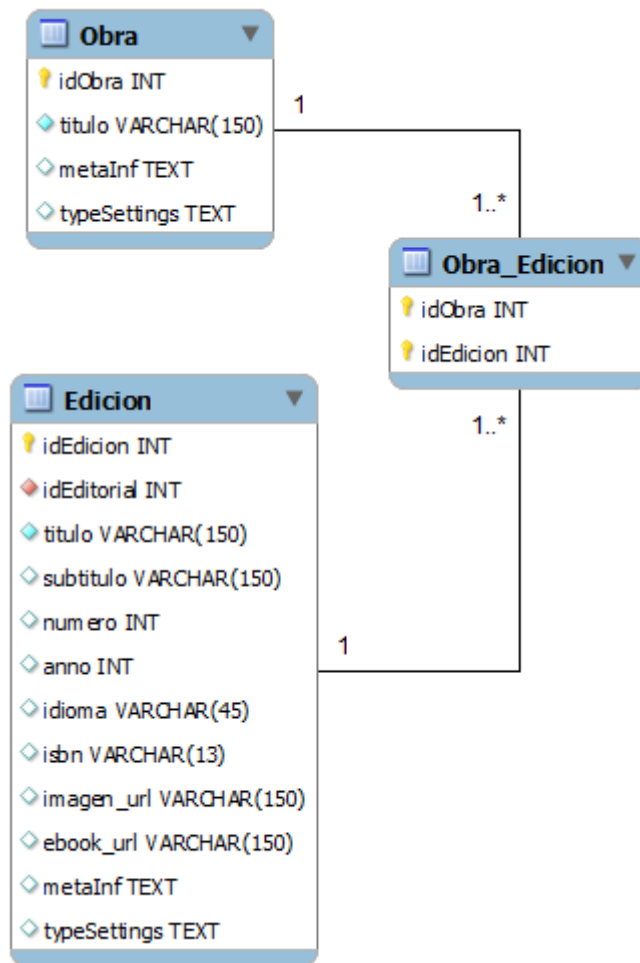 Obra
idObra INT
titulo VARCHAR(150)
metaInf TEXT
typeSettings TEXT
1
1..*
Obra_Edicion
idObra INT
idEdicion INT
1..*
Edicion
idEdicion INT
idEditorial INT
titulo VARCHAR(150)
subtitulo VARCHAR(150)
numero INT
anno INT
idioma VARCHAR(45)
isbn VARCHAR(13)
imagen_url VARCHAR(150)
ebook_url VARCHAR(150)
metaInf TEXT
typeSettings TEXT
1